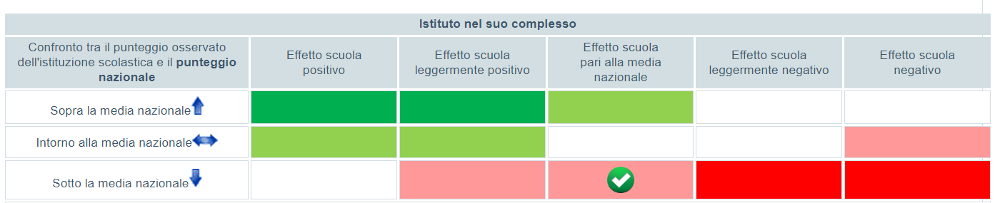 Istituto nel suo complesso
Confronto tra il punteggio osservato
dell'istituzione scolastica e il punteggio
nazionale
Effetto scuola
positivo
Effetto scuola
leggermente positivo
Effetto scuola
pari alla media
nazionale
Effetto scuola
leggermente negativo
Effetto scuola
negativo
Sopra la media nazionale
Intorno alla media nazionale
Sotto la media nazionale